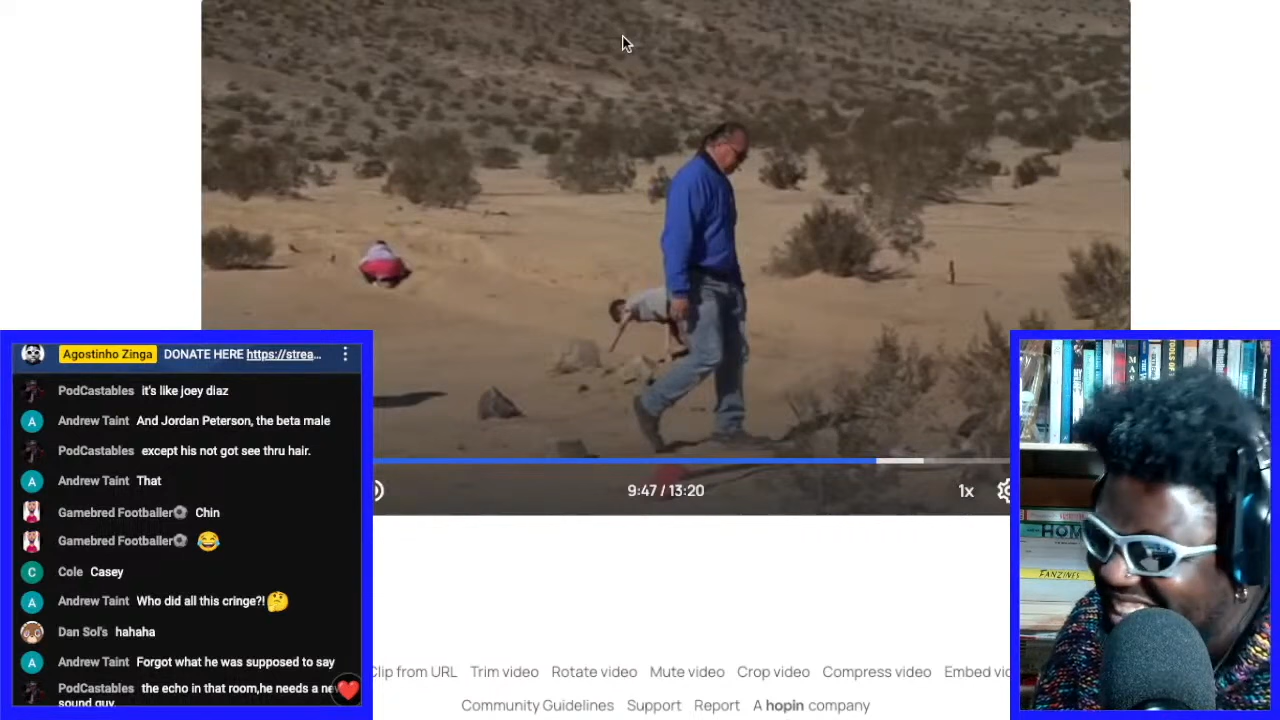 9:47 / 13:20
1x
Agostinho Zinga DONATE HERE https://strea...
PodCastables it's like joey diaz
A Andrew Taint And Jordan Peterson, the beta male
PodCastables except his not got see thru hair.
A Andrew Taint That
Gamebred Footballer⚽ Chin
Gamebred Footballer⚽ 😂
C Cole Casey
A Andrew Taint Who did all this cringe?!🤔
Dan Sol's hahaha
A Andrew Taint Forgot what he was supposed to say
PodCastables the echo in that room,he needs a ne
sound guy.
HOM
FANZINES
Clip from URL Trim video Rotate video Mute video Crop video Compress video Embed vid
Community Guidelines Support Report A hopin company